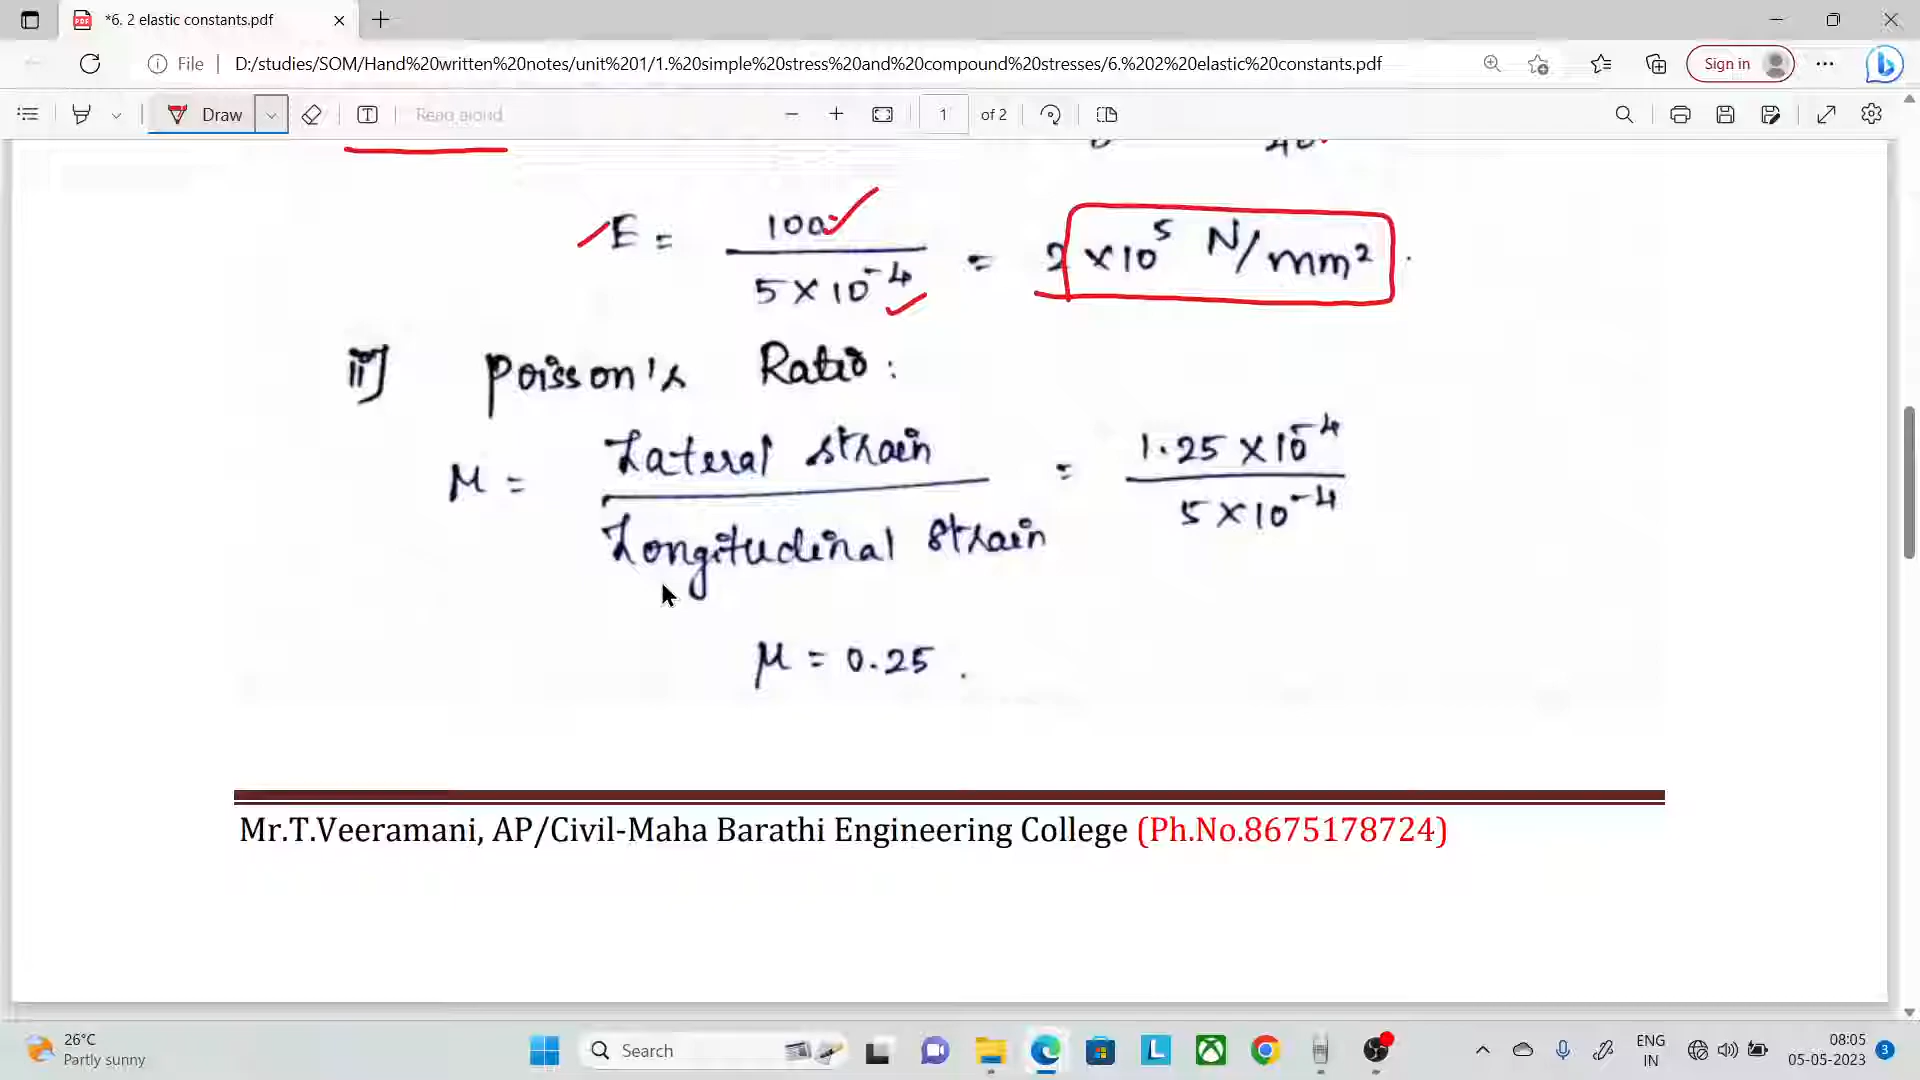 *6. 2 elastic constants.pdf
File
D:/studies/SOM/Hand%20written%20notes/unit%201/1.%20simple%20stress%20and%20compound%20stresses/6.%202%20elastic%20constants.pdf
Sign in
Draw
Read aloud
1 of 2
E = 100 / 5×10⁻⁴ = 2×10⁵ N/mm².
ii] Poisson's Ratio:
μ = Lateral strain / Longitudinal strain = 1.25×10⁻⁴ / 5×10⁻⁴
μ = 0.25.
Mr.T.Veeramani, AP/Civil-Maha Barathi Engineering College (Ph.No.8675178724)
26°C
Partly sunny
Search
ENG
IN
08:05
05-05-2023
3